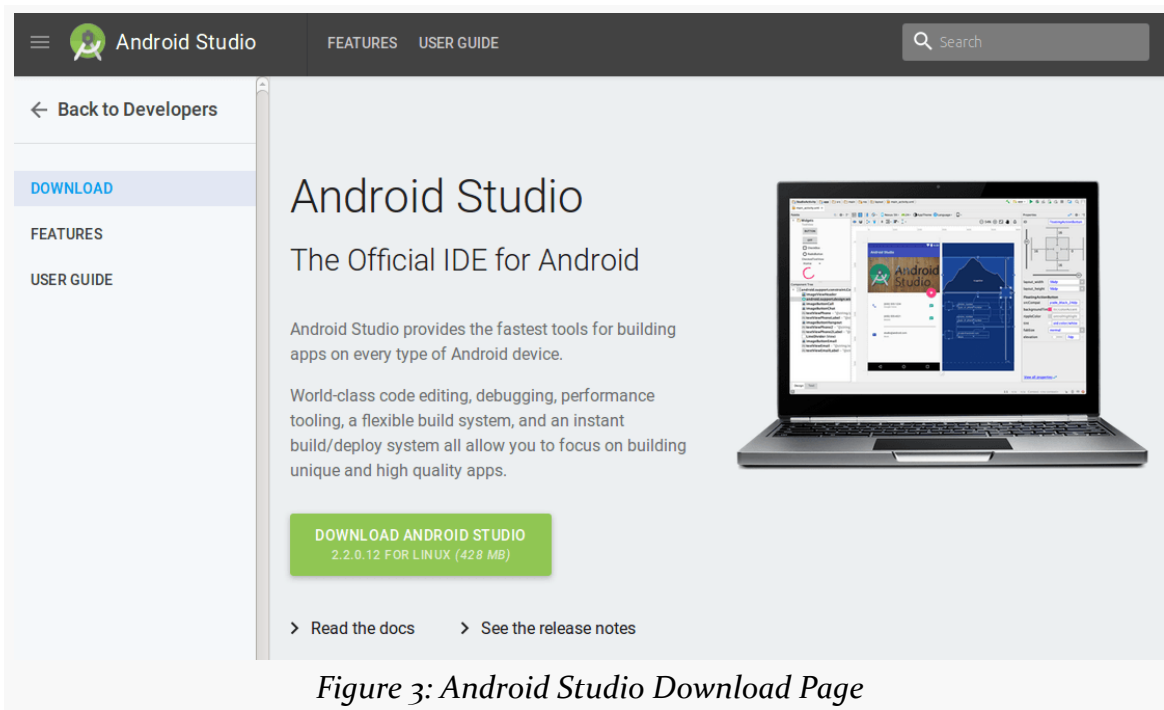 Android Studio
FEATURES
USER GUIDE
Search
Back to Developers
DOWNLOAD
FEATURES
USER GUIDE
Android Studio
The Official IDE for Android
Android Studio provides the fastest tools for building
apps on every type of Android device.
World-class code editing, debugging, performance
tooling, a flexible build system, and an instant
build/deploy system all allow you to focus on building
unique and high quality apps.
DOWNLOAD ANDROID STUDIO
2.2.0.12 FOR LINUX (428 MB)
Read the docs
See the release notes
Android Studio
Android
Studio
Figure 3: Android Studio Download Page